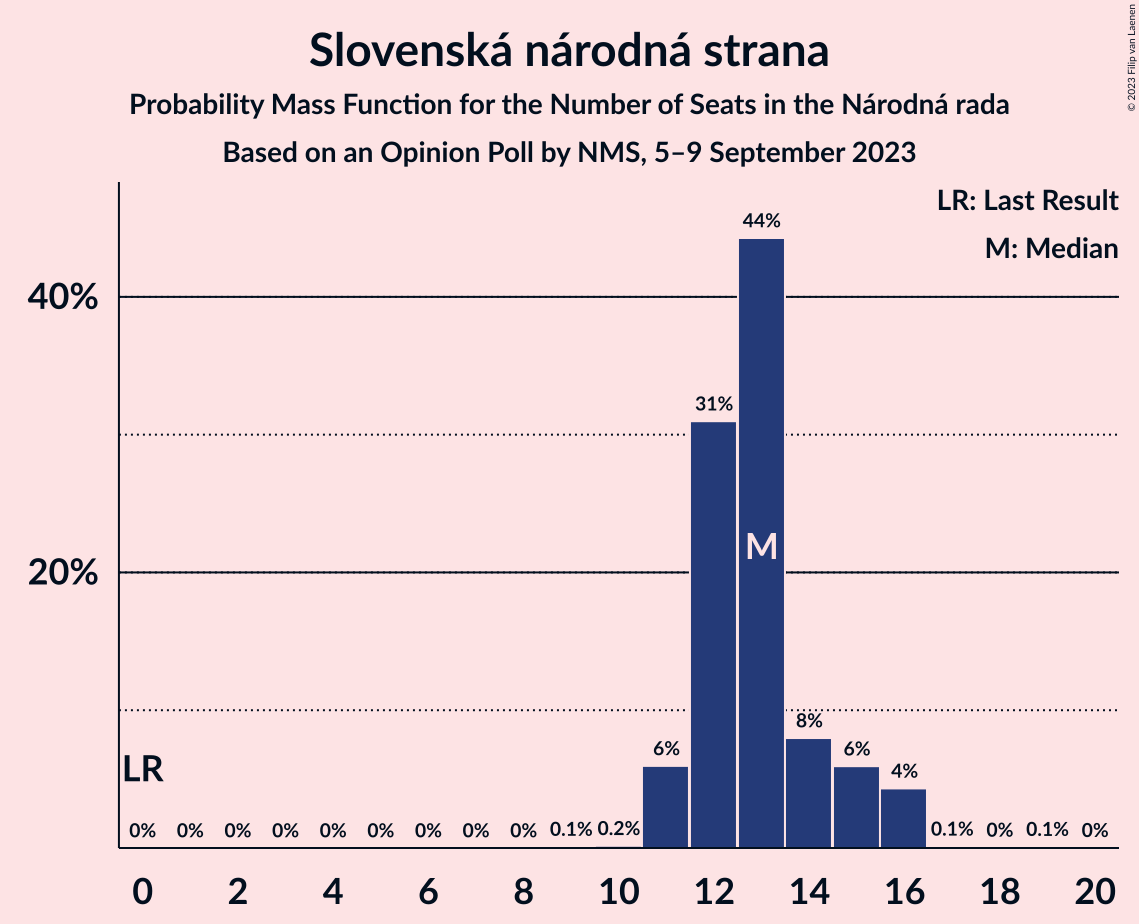 Slovenská národná strana
Probability Mass Function for the Number of Seats in the Národná rada
Based on an Opinion Poll by NMS, 5–9 September 2023
© 2023 Filip van Laenen
LR: Last Result
M: Median
44%
40%
31%
M
20%
8%
6%
6%
4%
LR
0% 0% 0% 0% 0% 0% 0% 0% 0% 0.1% 0.2% 0.1% 0% 0.1% 0%
0 2 4 6 8 10 12 14 16 18 20